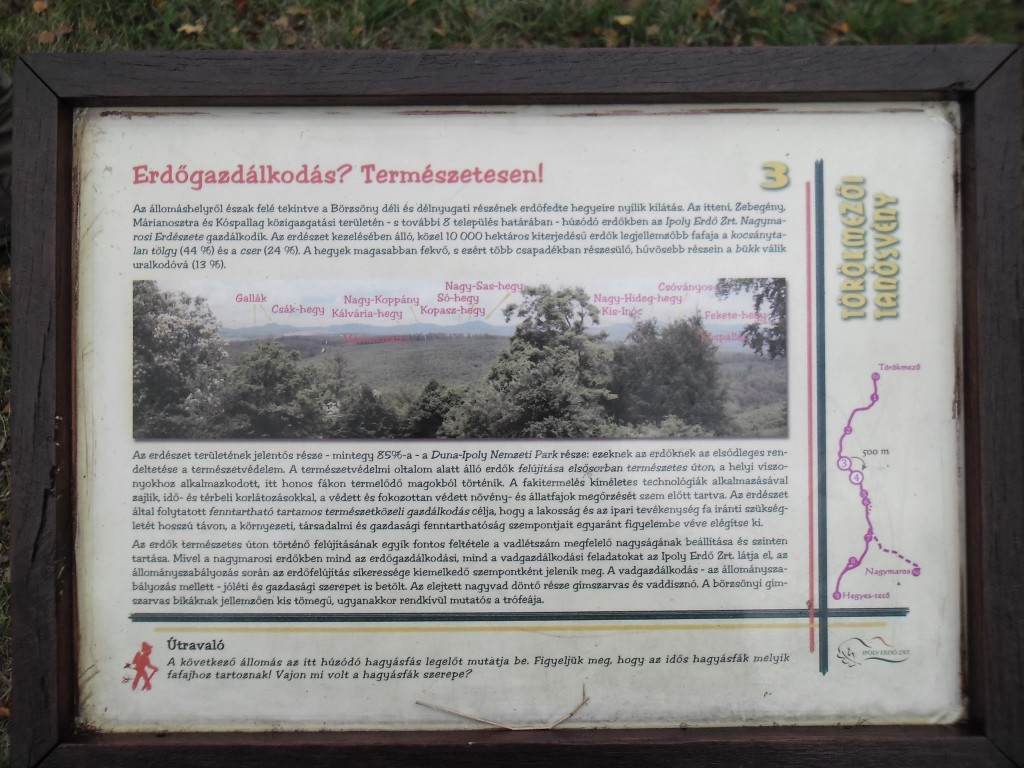 Erdőgazdálkodás? Természetesen!
3
Az állomáshelyről észak felé tekintve a Börzsöny déli és délnyugati részének erdőfedte hegyeire nyílik kilátás. Az itteni, Zebegény,
Márianosztra és Kóspallag közigazgatási területén - s további 8 település határában - húzódó erdőkben az Ipoly Erdő Zrt. Nagyma-
rosi Erdészete gazdálkodik. Az erdészet kezelésében álló, közel 10 000 hektáros kiterjedésű erdők legjellemzőbb fafaja a kocsányta-
lan tölgy (44 %) és a cser (24 %). A hegyek magasabban fekvő, s ezért több csapadékban részesülő, hűvösebb részein a bükk válik
uralkodóvá (13 %).
Gallák
Csák-hegy
Nagy-Koppány
Kálvária-hegy
Márianosztra
Nagy-Sas-hegy
Só-hegy
Kopasz-hegy
Nagy-Hideg-hegy
Kis-Inóc
Csóványos
Fekete-hegy
Kóspallag
Az erdészet területének jelentős része - mintegy 85%-a - a Duna-Ipoly Nemzeti Park része: ezeknek az erdőknek az elsődleges ren-
deltetése a természetvédelem. A természetvédelmi oltalom alatt álló erdők felújítása elsősorban természetes úton, a helyi viszo-
nyokhoz alkalmazkodott, itt honos fákon termelődő magokból történik. A fakitermelés kíméletes technológiák alkalmazásával
zajlik, idő- és térbeli korlátozásokkal, a védett és fokozottan védett növény- és állatfajok megőrzését szem előtt tartva. Az erdészet
által folytatott fenntartható tartamos természetközeli gazdálkodás célja, hogy a lakosság és az ipari tevékenység fa iránti szükség-
letét hosszú távon, a környezeti, társadalmi és gazdasági fenntarthatóság szempontjait egyaránt figyelembe véve elégítse ki.
Az erdők természetes úton történő felújításának egyik fontos feltétele a vadlétszám megfelelő nagyságának beállítása és szinten
tartása. Mivel a nagymarosi erdőkben mind az erdőgazdálkodási, mind a vadgazdálkodási feladatokat az Ipoly Erdő Zrt. látja el, az
állományszabályozás során az erdőfelújítás sikeressége kiemelkedő szempontként jelenik meg. A vadgazdálkodás - az állománysza-
bályozás mellett - jóléti és gazdasági szerepet is betölt. Az elejtett nagyvad döntő része gímszarvas és vaddisznó. A börzsönyi gím-
szarvas bikáknak jellemzően kis tömegű, ugyanakkor rendkívül mutatós a trófeája.
Útravaló
A következő állomás az itt húzódó hagyásfás legelőt mutatja be. Figyeljük meg, hogy az idős hagyásfák melyik
fafajhoz tartoznak! Vajon mi volt a hagyásfák szerepe?
TÖRÖKMEZŐI
TANÖSVÉNY
Törökmező
500 m
3
4
Nagymaros
Hegyes-tető
IPOLY ERDŐ ZRT.